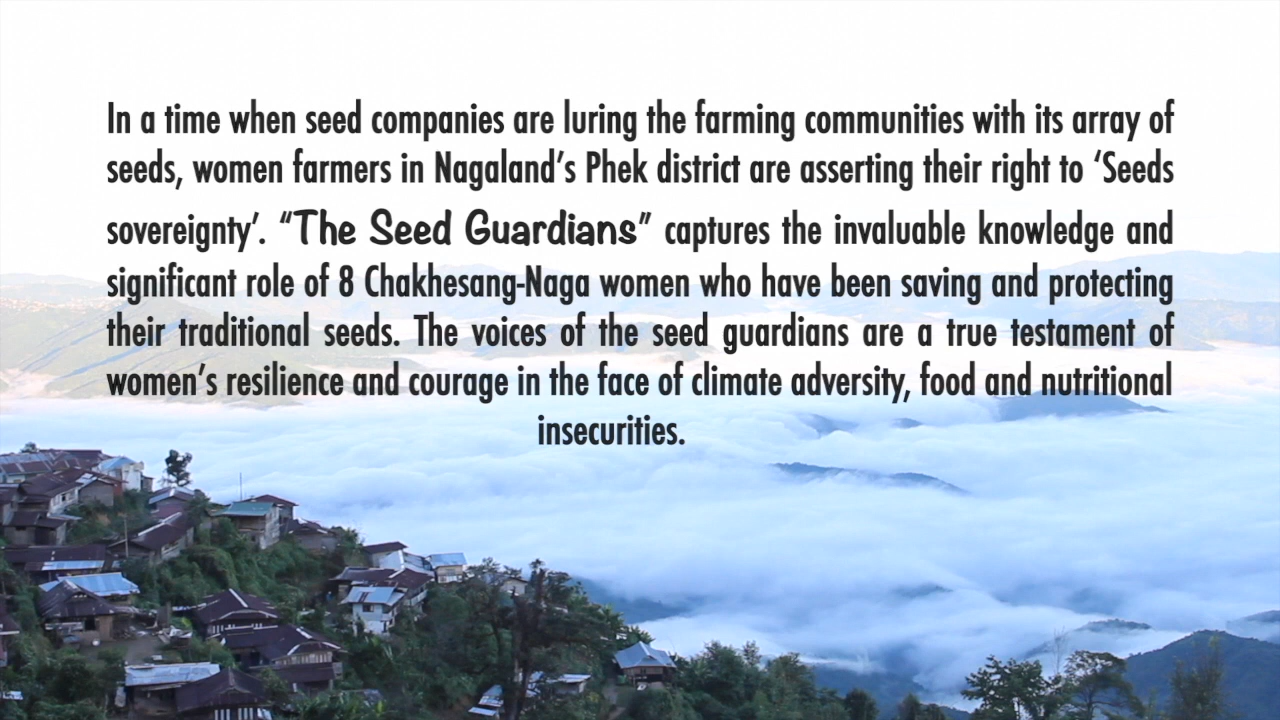 In a time when seed companies are luring the farming communities with its array of
seeds, women farmers in Nagaland’s Phek district are asserting their right to ‘Seeds
sovereignty’. “The Seed Guardians” captures the invaluable knowledge and
significant role of 8 Chakhesang-Naga women who have been saving and protecting
their traditional seeds. The voices of the seed guardians are a true testament of
women’s resilience and courage in the face of climate adversity, food and nutritional
insecurities.